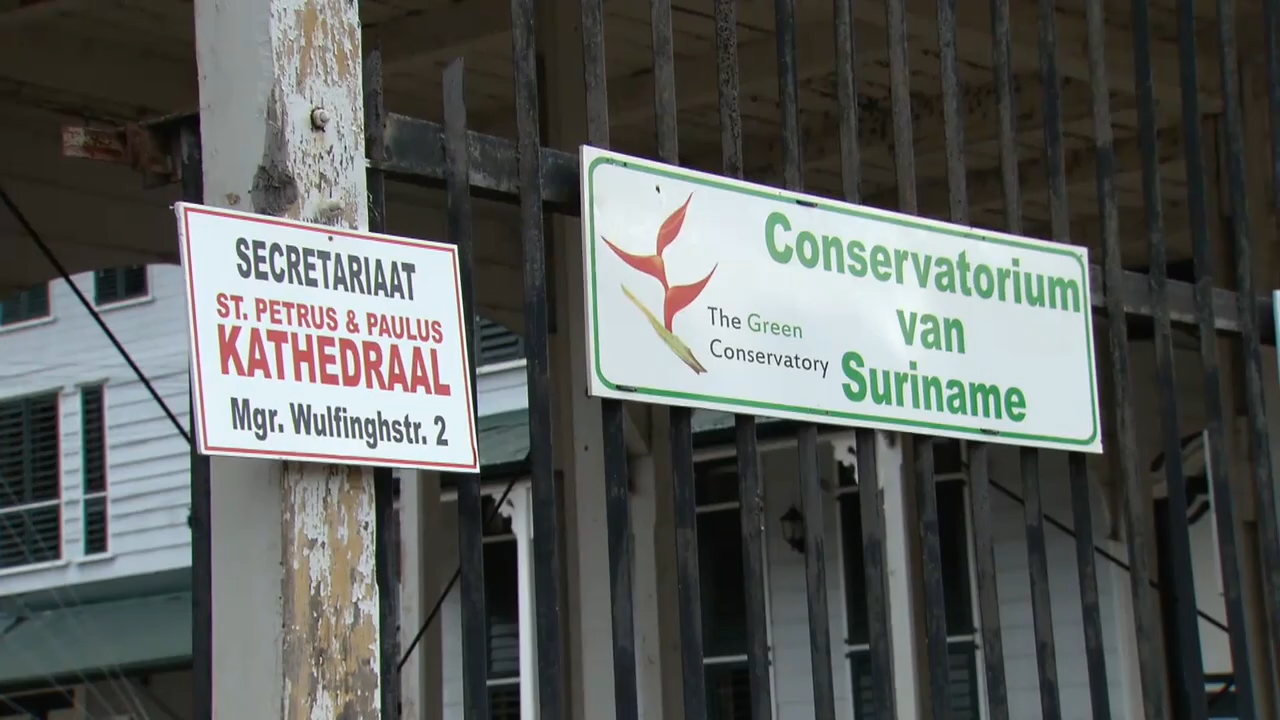 SECRETARIAAT
ST. PETRUS & PAULUS
KATHEDRAAL
Mgr. Wulfinghstr. 2
The Green
Conservatory
Conservatorium
van
Suriname